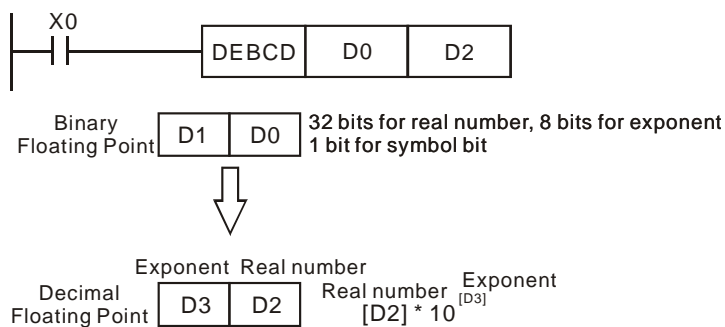 X0
DEBCD D0 D2
Binary
Floating Point
D1 D0
32 bits for real number, 8 bits for exponent
1 bit for symbol bit
Exponent Real number
Decimal
Floating Point
D3 D2
Real number Exponent
[D2] * 10 [D3]